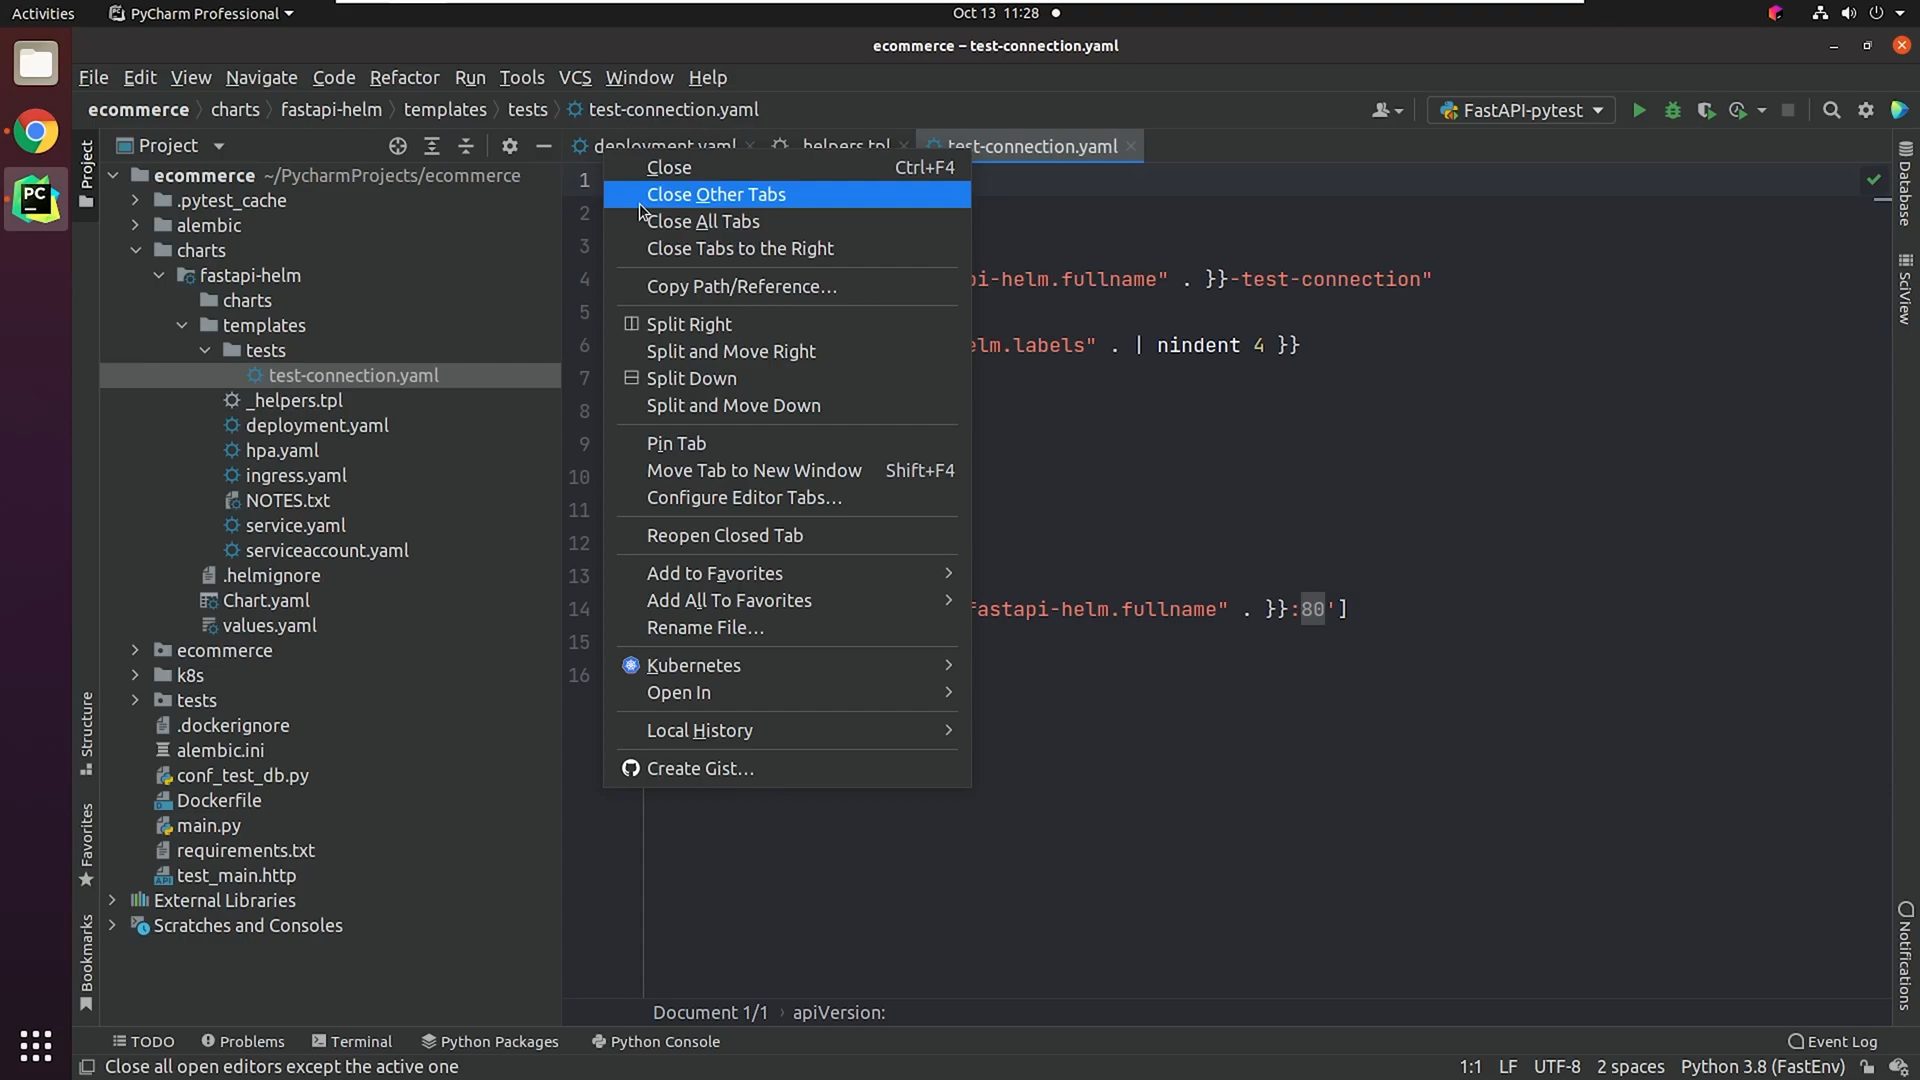 Activities PyCharm Professional Oct 13 11:28
ecommerce – test-connection.yaml
File Edit View Navigate Code Refactor Run Tools VCS Window Help
ecommerce charts fastapi-helm templates tests test-connection.yaml FastAPI-pytest
Project
deployment.yaml _helpers.tpl test-connection.yaml
ecommerce ~/PycharmProjects/ecommerce
.pytest_cache
alembic
charts
fastapi-helm
charts
templates
tests
test-connection.yaml
_helpers.tpl
deployment.yaml
hpa.yaml
ingress.yaml
NOTES.txt
service.yaml
serviceaccount.yaml
.helmignore
Chart.yaml
values.yaml
ecommerce
k8s
tests
.dockerignore
alembic.ini
conf_test_db.py
Dockerfile
main.py
requirements.txt
test_main.http
External Libraries
Scratches and Consoles
Project
Structure
Favorites
Bookmarks
1
2
3
4
5
6
7
8
9
10
11
12
13
14
15
16
Close Ctrl+F4
Close Other Tabs
Close All Tabs
Close Tabs to the Right
Copy Path/Reference…
Split Right
Split and Move Right
Split Down
Split and Move Down
Pin Tab
Move Tab to New Window Shift+F4
Configure Editor Tabs…
Reopen Closed Tab
Add to Favorites
Add All To Favorites
Rename File…
Kubernetes
Open In
Local History
Create Gist…
pi-helm.fullname" . }}-test-connection"
elm.labels" . | nindent 4 }}
fastapi-helm.fullname" . }}:80']
Database
SciView
Notifications
Document 1/1 › apiVersion:
TODO Problems Terminal Python Packages Python Console Event Log
Close all open editors except the active one 1:1 LF UTF-8 2 spaces Python 3.8 (FastEnv)